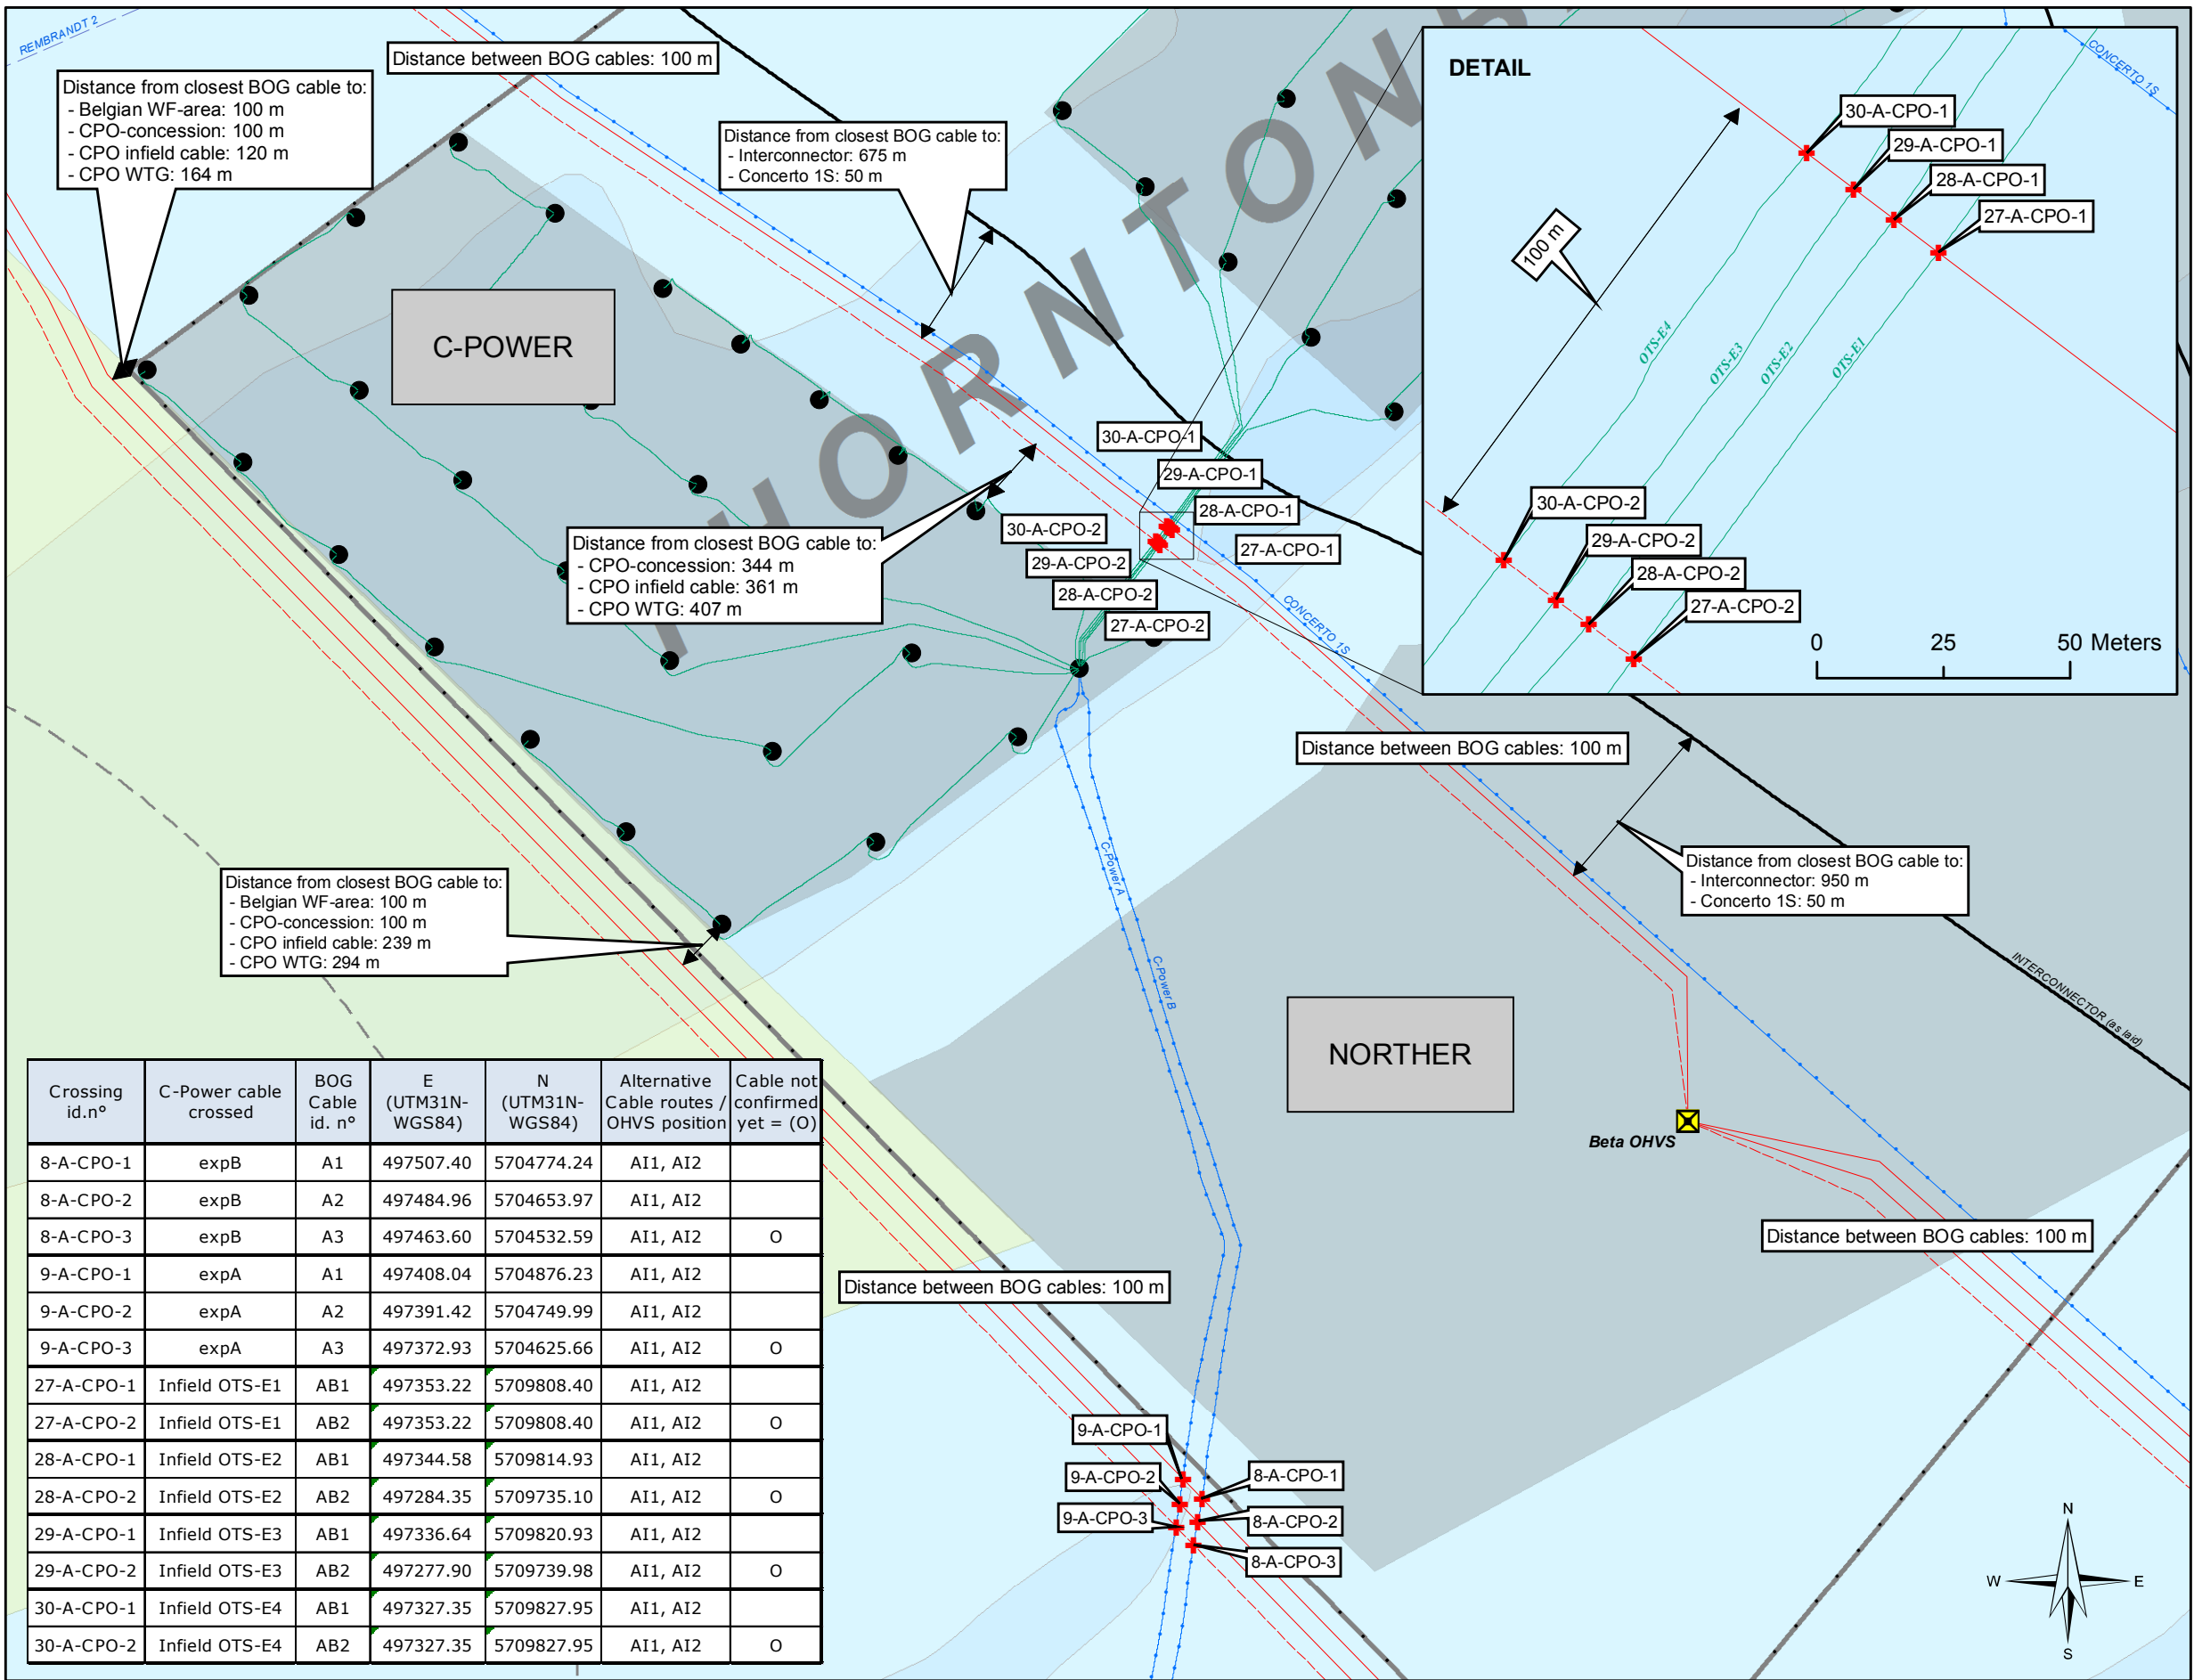 REMBRANDT 2
Distance between BOG cables: 100 m
Distance from closest BOG cable to:
- Belgian WF-area: 100 m
- CPO-concession: 100 m
- CPO infield cable: 120 m
- CPO WTG: 164 m
Distance from closest BOG cable to:
- Interconnector: 675 m
- Concerto 1S: 50 m
C-POWER
THORNTON
30-A-CPO-1
29-A-CPO-1
28-A-CPO-1
27-A-CPO-1
30-A-CPO-2
29-A-CPO-2
28-A-CPO-2
27-A-CPO-2
Distance from closest BOG cable to:
- CPO-concession: 344 m
- CPO infield cable: 361 m
- CPO WTG: 407 m
CONCERTO 1S
DETAIL
CONCERTO 1S
30-A-CPO-1
29-A-CPO-1
28-A-CPO-1
27-A-CPO-1
100 m
OTS-E4
OTS-E3
OTS-E2
OTS-E1
30-A-CPO-2
29-A-CPO-2
28-A-CPO-2
27-A-CPO-2
0 25 50 Meters
Distance between BOG cables: 100 m
Distance from closest BOG cable to:
- Interconnector: 950 m
- Concerto 1S: 50 m
INTERCONNECTOR (as laid)
C-Power A
C-Power B
Distance from closest BOG cable to:
- Belgian WF-area: 100 m
- CPO-concession: 100 m
- CPO infield cable: 239 m
- CPO WTG: 294 m
NORTHER
Beta OHVS
Distance between BOG cables: 100 m
Distance between BOG cables: 100 m
9-A-CPO-1
9-A-CPO-2
9-A-CPO-3
8-A-CPO-1
8-A-CPO-2
8-A-CPO-3
N
W E
S
Crossing id.n° C-Power cable crossed BOG Cable id. n° E (UTM31N-WGS84) N (UTM31N-WGS84) Alternative Cable routes / OHVS position Cable not confirmed yet = (O)
8-A-CPO-1 expB A1 497507.40 5704774.24 AI1, AI2
8-A-CPO-2 expB A2 497484.96 5704653.97 AI1, AI2
8-A-CPO-3 expB A3 497463.60 5704532.59 AI1, AI2 O
9-A-CPO-1 expA A1 497408.04 5704876.23 AI1, AI2
9-A-CPO-2 expA A2 497391.42 5704749.99 AI1, AI2
9-A-CPO-3 expA A3 497372.93 5704625.66 AI1, AI2 O
27-A-CPO-1 Infield OTS-E1 AB1 497353.22 5709808.40 AI1, AI2
27-A-CPO-2 Infield OTS-E1 AB2 497353.22 5709808.40 AI1, AI2 O
28-A-CPO-1 Infield OTS-E2 AB1 497344.58 5709814.93 AI1, AI2
28-A-CPO-2 Infield OTS-E2 AB2 497284.35 5709735.10 AI1, AI2 O
29-A-CPO-1 Infield OTS-E3 AB1 497336.64 5709820.93 AI1, AI2
29-A-CPO-2 Infield OTS-E3 AB2 497277.90 5709739.98 AI1, AI2 O
30-A-CPO-1 Infield OTS-E4 AB1 497327.35 5709827.95 AI1, AI2
30-A-CPO-2 Infield OTS-E4 AB2 497327.35 5709827.95 AI1, AI2 O